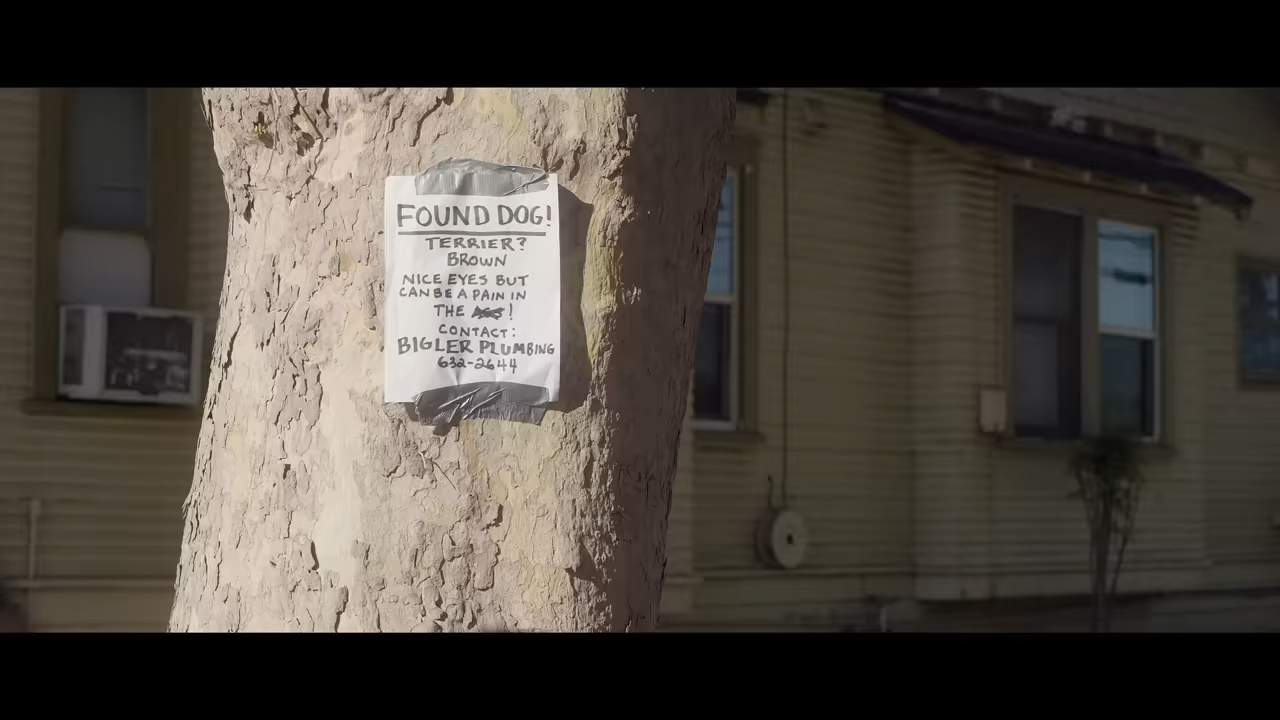 FOUND DOG!
TERRIER?
BROWN
NICE EYES BUT
CAN BE A PAIN IN
THE !
CONTACT:
BIGLER PLUMBING
632-2644